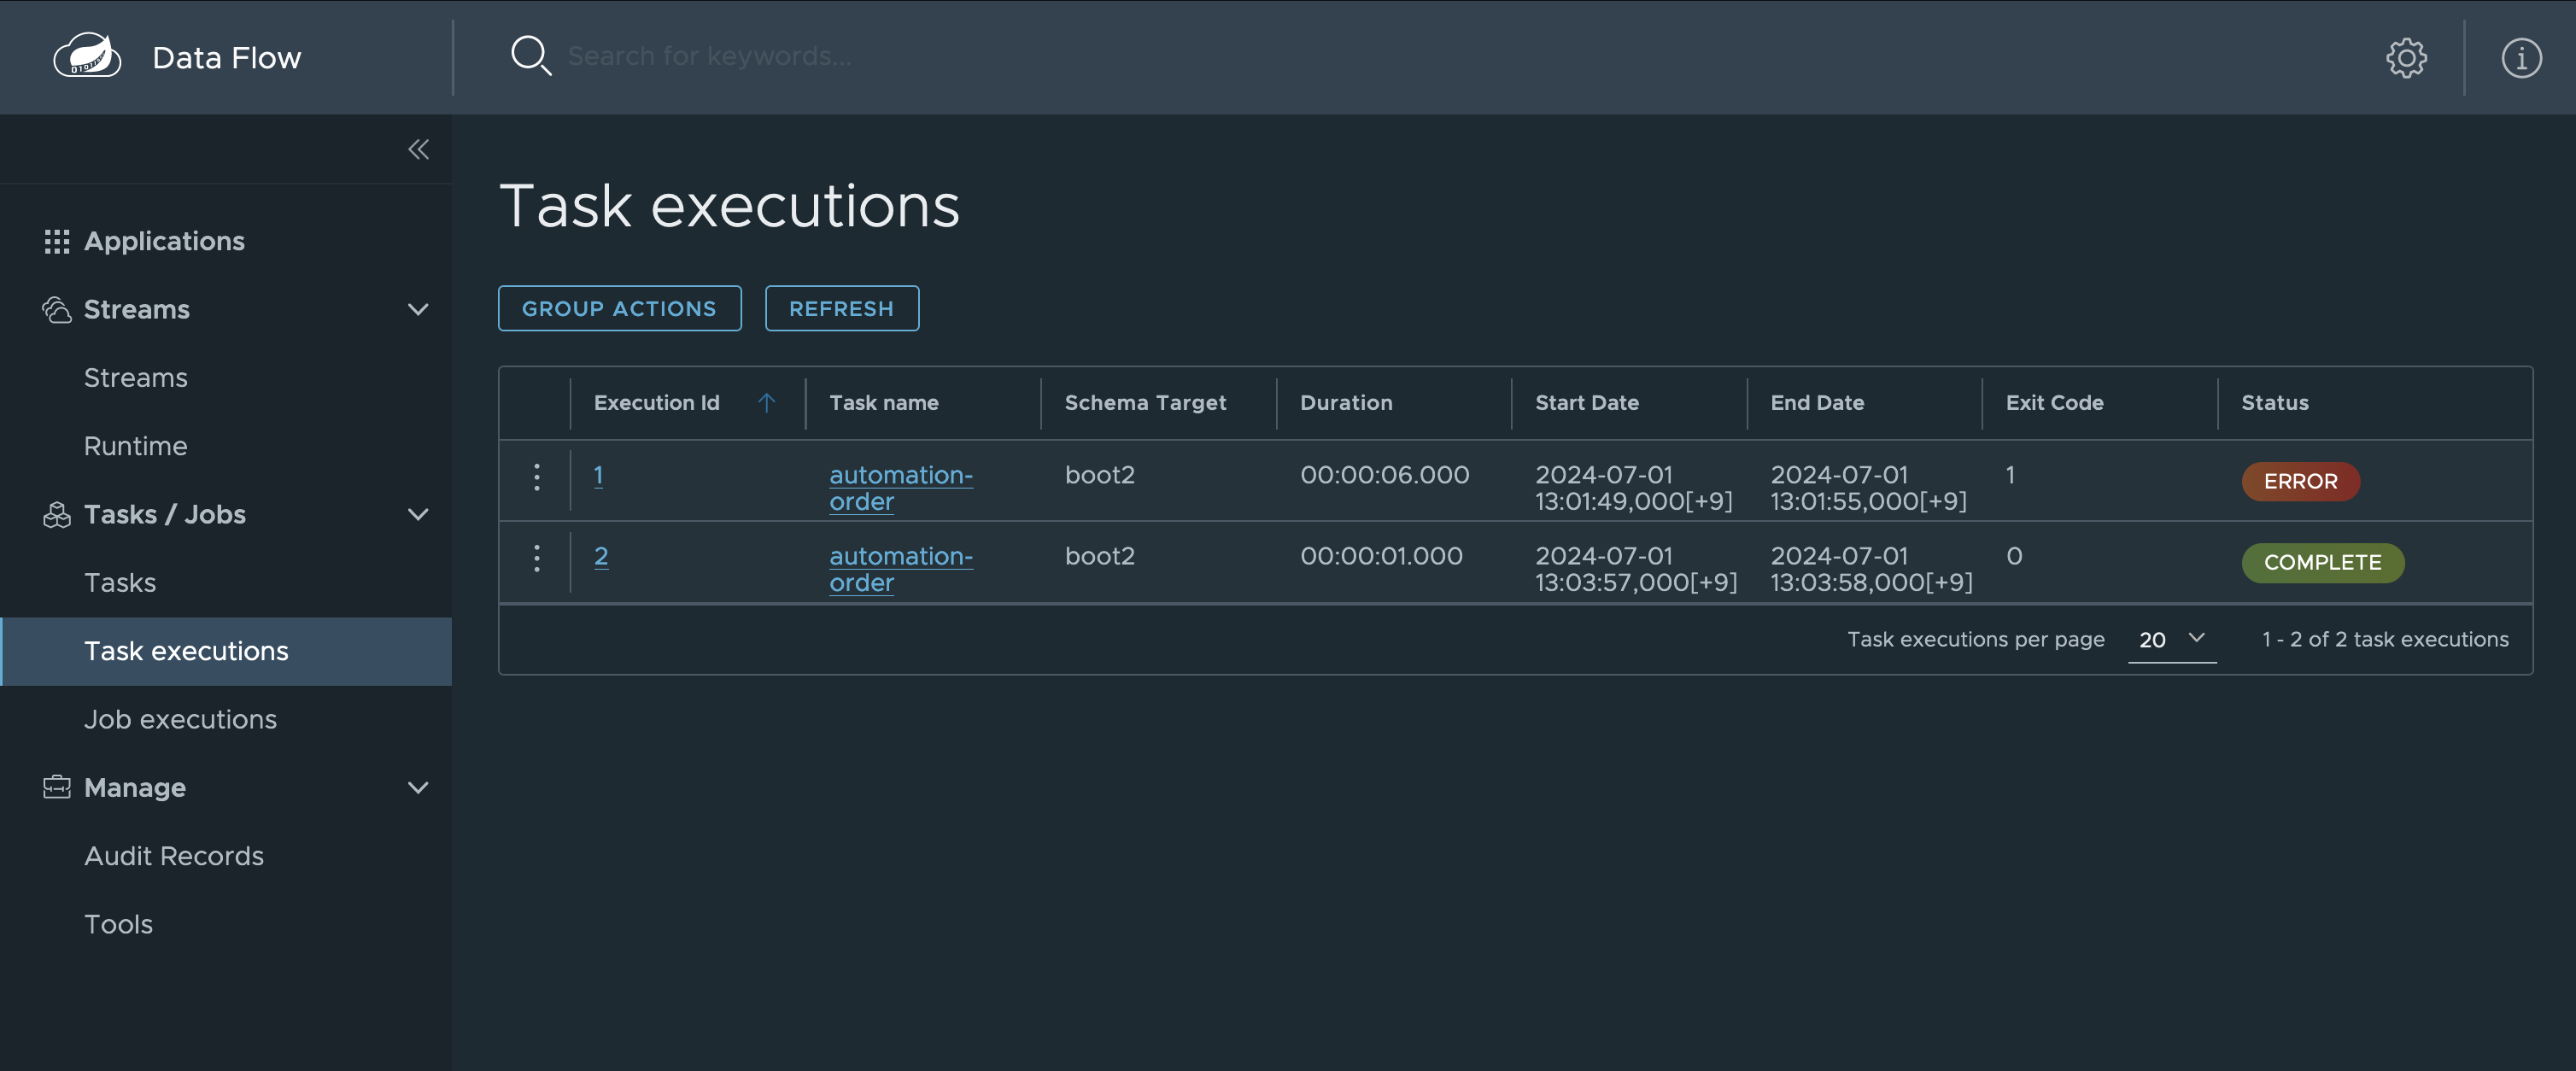 Data Flow
Search for keywords...
Applications
Streams
Streams
Runtime
Tasks / Jobs
Tasks
Task executions
Job executions
Manage
Audit Records
Tools
Task executions
GROUP ACTIONS REFRESH
Execution Id Task name Schema Target Duration Start Date End Date Exit Code Status
1 automation- boot2 00:00:06.000 2024-07-01 2024-07-01 1 ERROR
order 13:01:49,000[+9] 13:01:55,000[+9]
2 automation- boot2 00:00:01.000 2024-07-01 2024-07-01 0 COMPLETE
order 13:03:57,000[+9] 13:03:58,000[+9]
Task executions per page 20 1 - 2 of 2 task executions